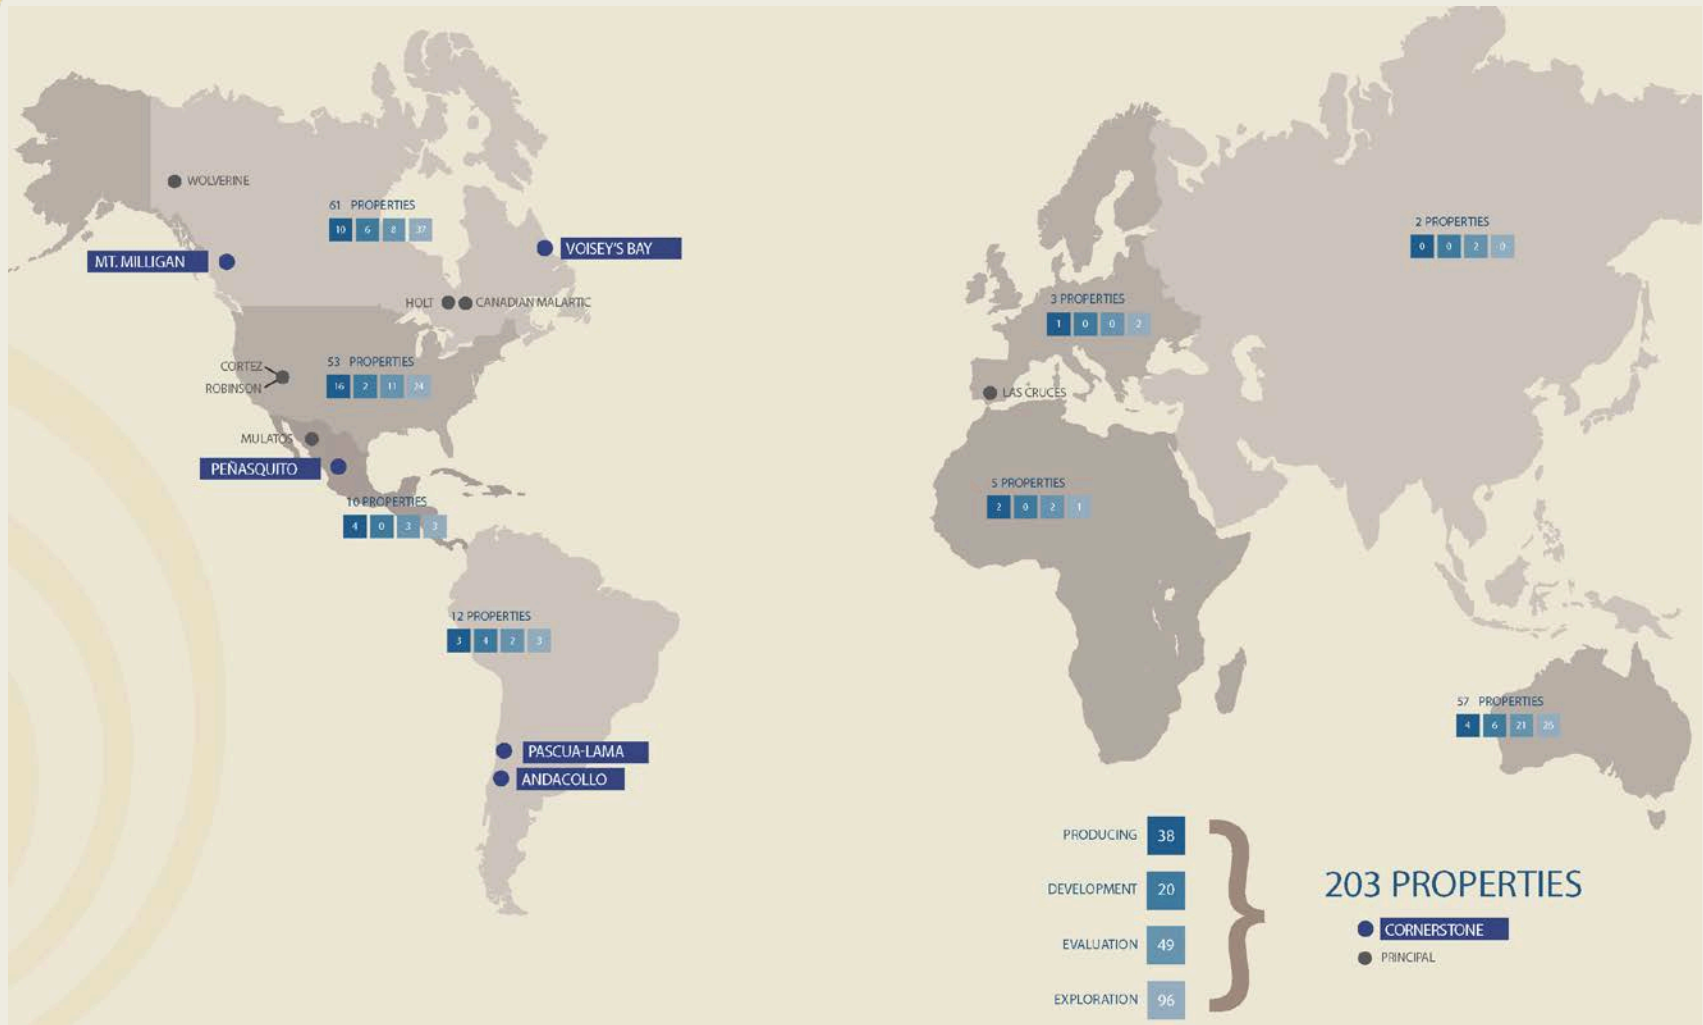 WOLVERINE
61 PROPERTIES
10 6 8 37
MT. MILLIGAN
VOISEY'S BAY
HOLT
CANADIAN MALARTIC
CORTEZ
ROBINSON
53 PROPERTIES
16 2 11 24
MULATOS
PEÑASQUITO
10 PROPERTIES
4 0 3 3
12 PROPERTIES
3 4 2 3
PASCUA-LAMA
ANDACOLLO
2 PROPERTIES
0 0 2 0
3 PROPERTIES
1 0 0 2
LAS CRUCES
5 PROPERTIES
2 0 2 1
57 PROPERTIES
4 6 21 26
PRODUCING 38
DEVELOPMENT 20
EVALUATION 49
EXPLORATION 96
203 PROPERTIES
CORNERSTONE
PRINCIPAL